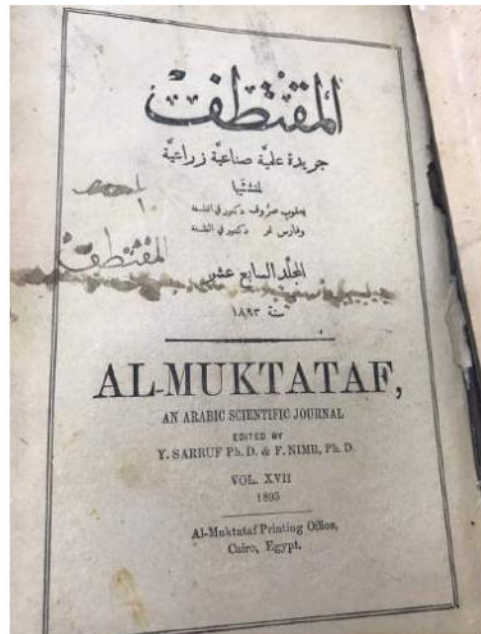 المقتطف
جريدة علمية صناعية زراعية
لمنشئيها
يعقوب صرُّوف دكتور في الفلسفة
وفارس نمر دكتور في الفلسفة
المقتطف
المجلد السابع عشر
سنة ١٨٩٣
AL-MUKTATAF,
AN ARABIC SCIENTIFIC JOURNAL
EDITED BY
Y. SARRUF Ph. D. & F. NIMR, Ph. D.
VOL. XVII
1893
Al-Muktataf Printing Office,
Cairo, Egypt.